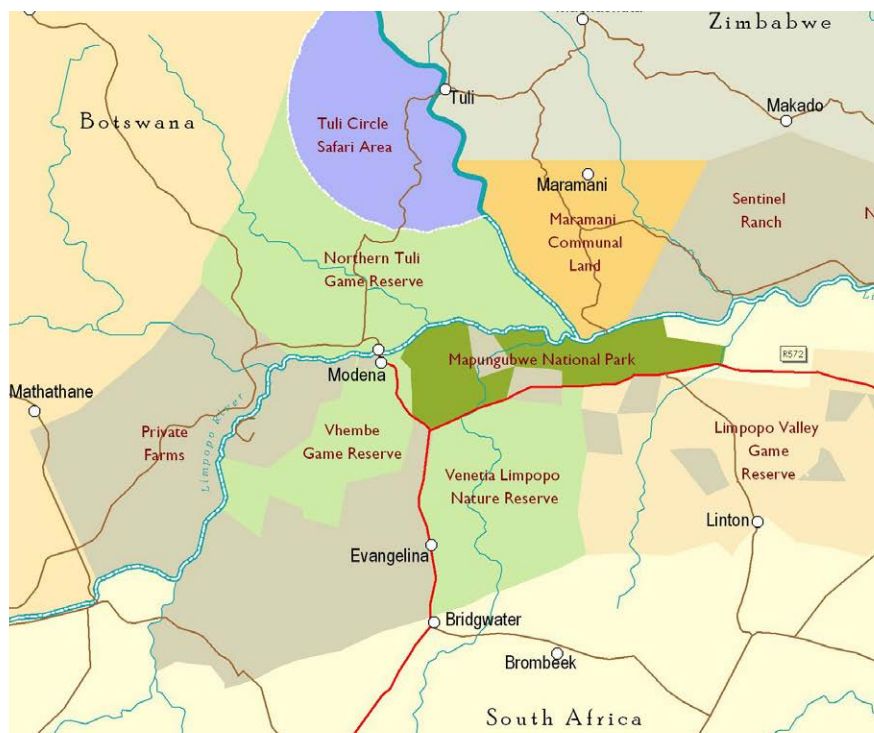 Zimbabwe
Tuli
Makado
Botswana
Tuli Circle
Safari Area
Maramani
Maramani
Communal
Land
Sentinel
Ranch
Northern Tuli
Game Reserve
Mapungubwe National Park
R572
Modena
Mathathane
Limpopo River
Private
Farms
Vhembe
Game Reserve
Limpopo Valley
Game
Reserve
Venetia Limpopo
Nature Reserve
Linton
Evangelina
Bridgwater
Brombeek
South Africa